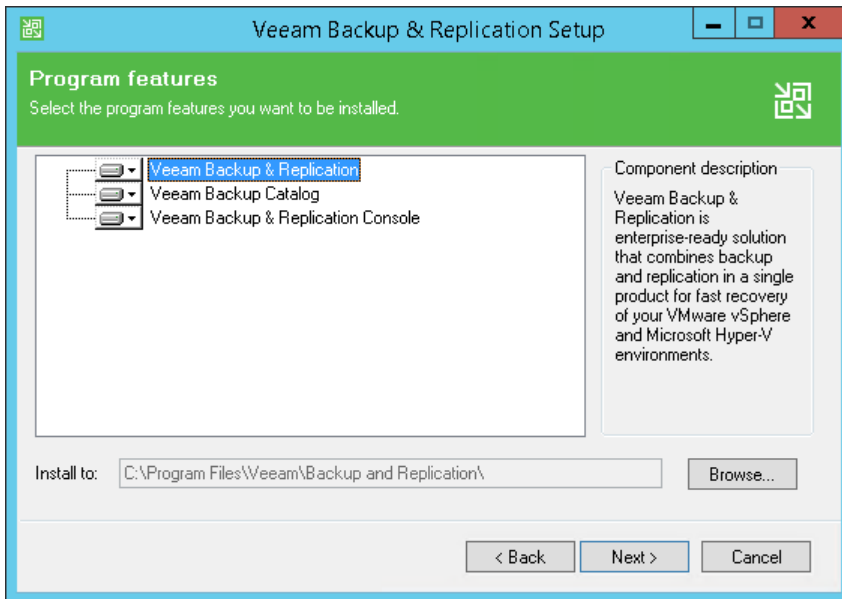 Veeam Backup & Replication Setup
Program features
Select the program features you want to be installed.
Veeam Backup & Replication
Veeam Backup Catalog
Veeam Backup & Replication Console
Component description
Veeam Backup &
Replication is
enterprise-ready solution
that combines backup
and replication in a single
product for fast recovery
of your VMware vSphere
and Microsoft Hyper-V
environments.
Install to:
C:\Program Files\Veeam\Backup and Replication\
Browse...
< Back
Next >
Cancel